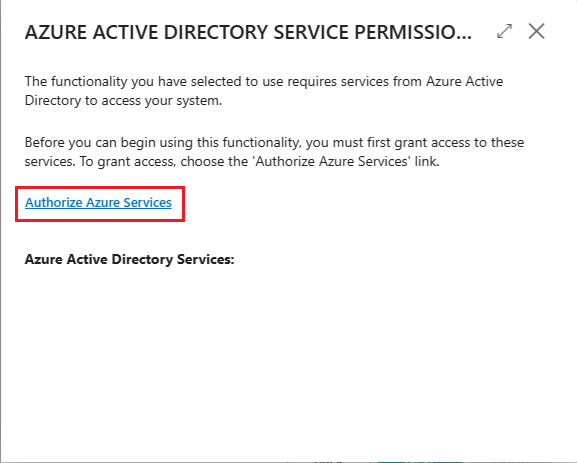 AZURE ACTIVE DIRECTORY SERVICE PERMISSIO...
The functionality you have selected to use requires services from Azure Active
Directory to access your system.
Before you can begin using this functionality, you must first grant access to these
services. To grant access, choose the 'Authorize Azure Services' link.
Authorize Azure Services
Azure Active Directory Services: